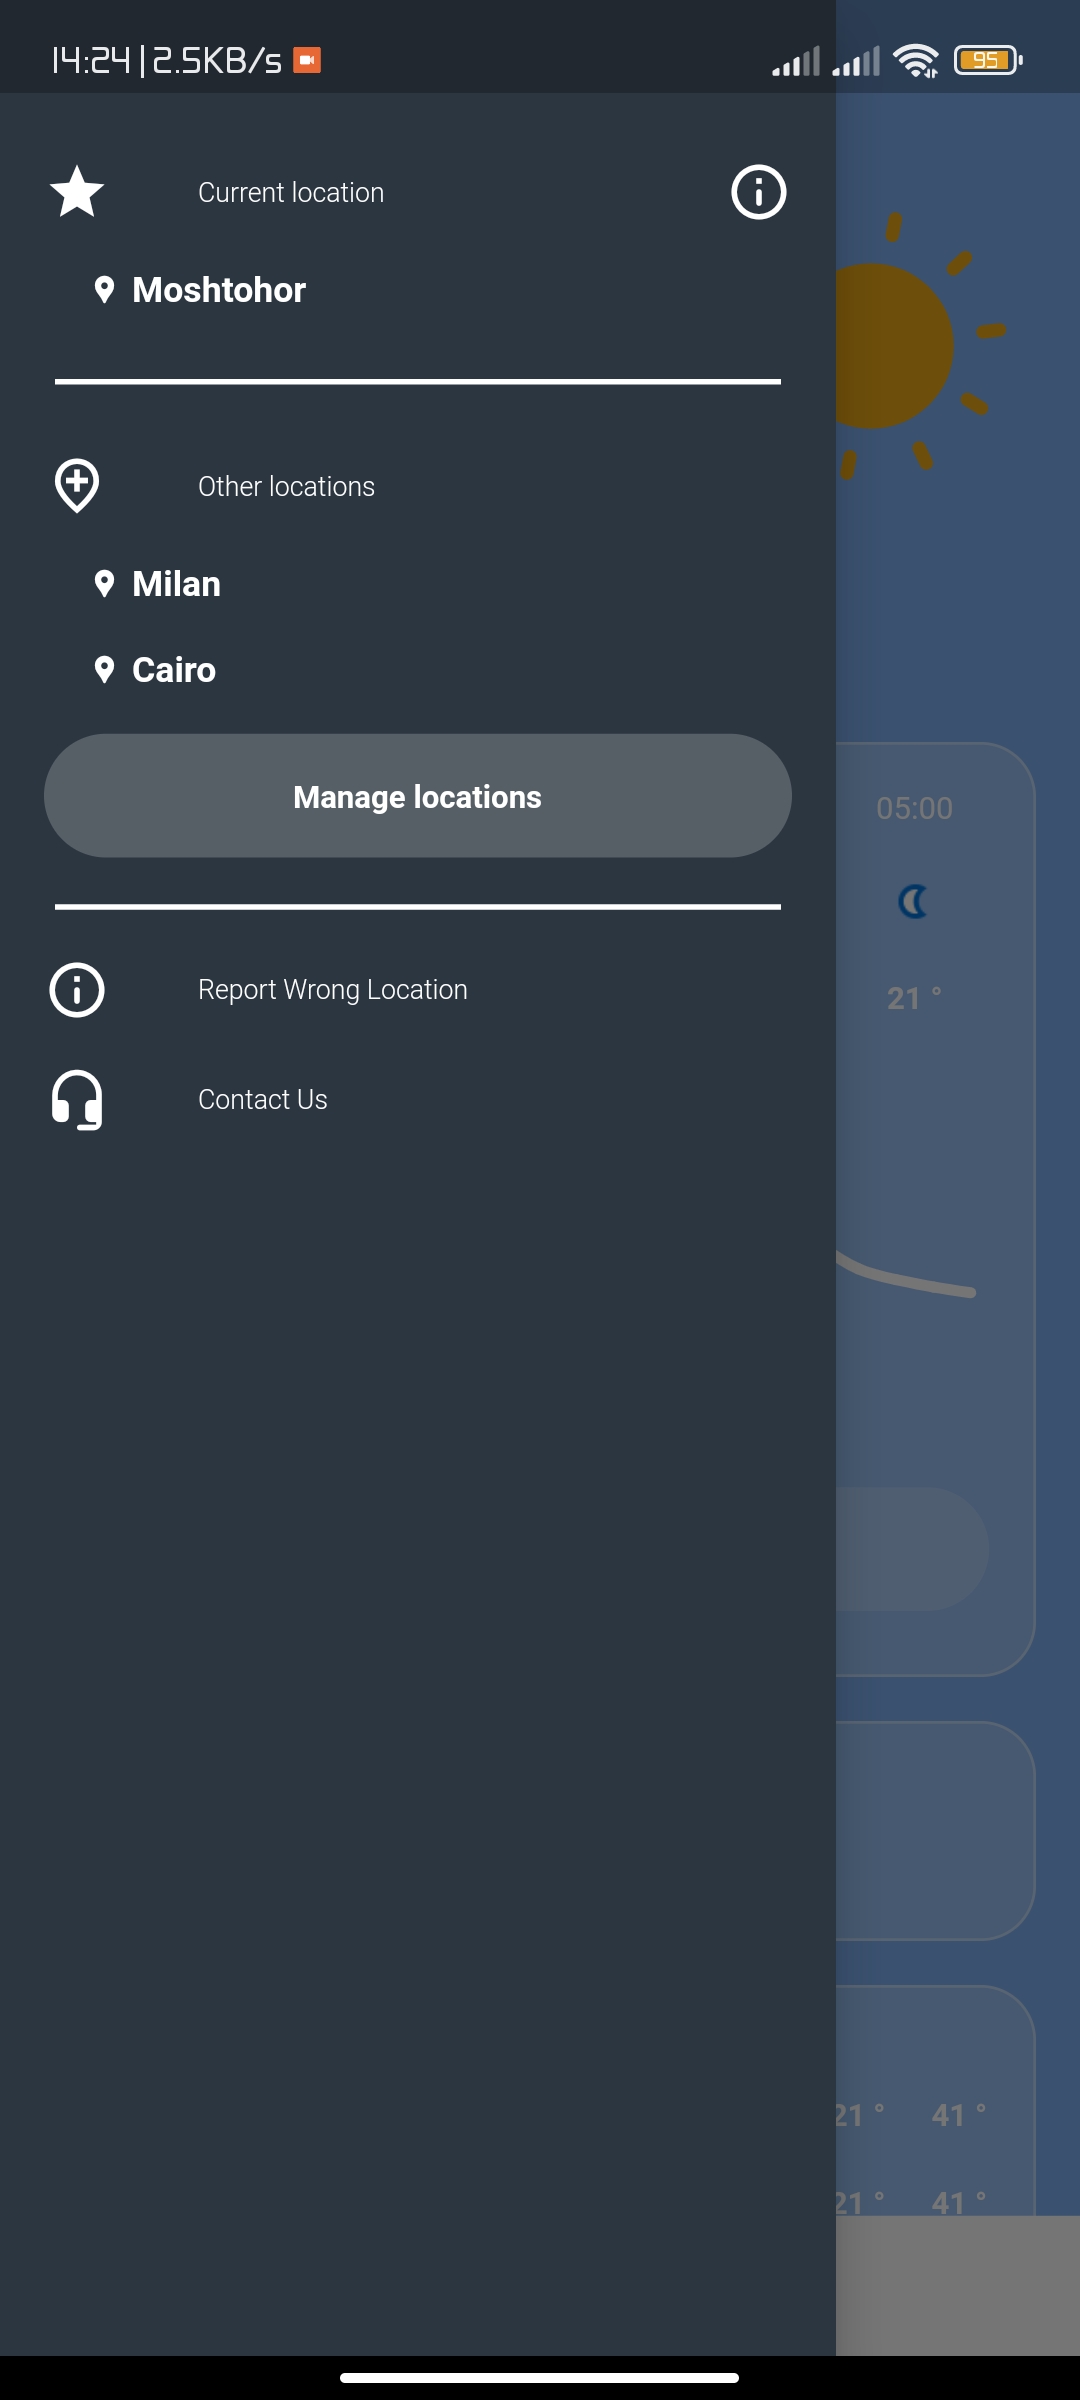 14:24 | 2.5KB/s
95
Current location
Moshtohor
Other locations
Milan
Cairo
Manage locations
05:00
21 °
Report Wrong Location
Contact Us
21 ° 41 °
21 ° 41 °